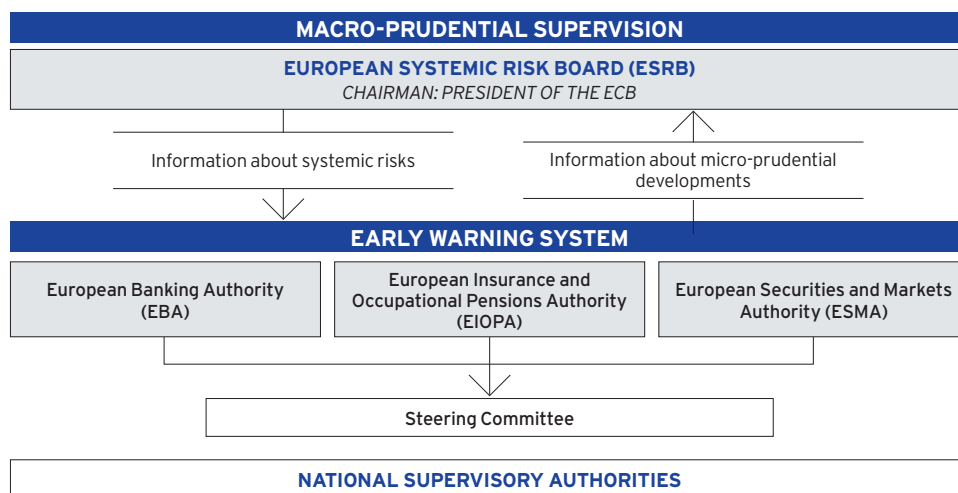 MACRO-PRUDENTIAL SUPERVISION
EUROPEAN SYSTEMIC RISK BOARD (ESRB)
CHAIRMAN: PRESIDENT OF THE ECB
Information about systemic risks
Information about micro-prudential
developments
EARLY WARNING SYSTEM
European Banking Authority
(EBA)
European Insurance and
Occupational Pensions Authority
(EIOPA)
European Securities and Markets
Authority (ESMA)
Steering Committee
NATIONAL SUPERVISORY AUTHORITIES